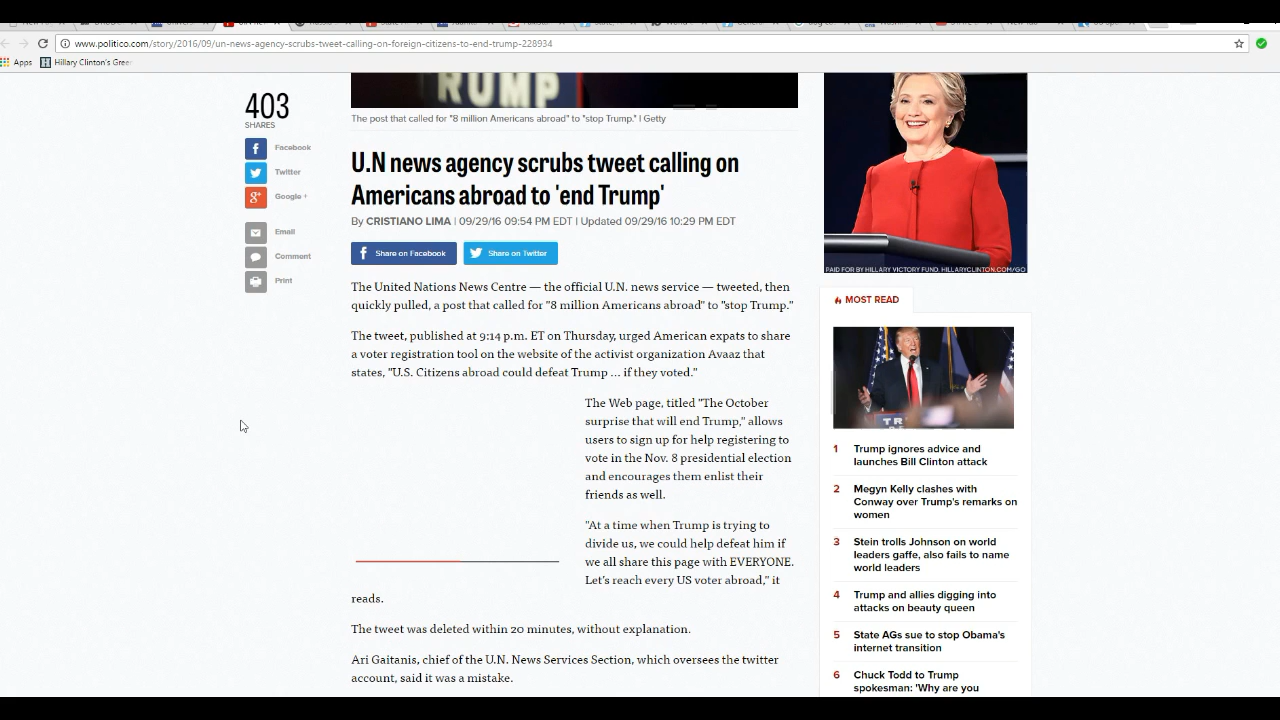 www.politico.com/story/2016/09/un-news-agency-scrubs-tweet-calling-on-foreign-citizens-to-end-trump-228934
Apps
Hillary Clinton's Gree
403
SHARES
Facebook
Twitter
Google +
Email
Comment
Print
RUMP
The post that called for "8 million Americans abroad" to "stop Trump." | Getty
U.N news agency scrubs tweet calling on
Americans abroad to 'end Trump'
By CRISTIANO LIMA | 09/29/16 09:54 PM EDT | Updated 09/29/16 10:29 PM EDT
Share on Facebook
Share on Twitter
The United Nations News Centre — the official U.N. news service — tweeted, then
quickly pulled, a post that called for "8 million Americans abroad" to "stop Trump."
The tweet, published at 9:14 p.m. ET on Thursday, urged American expats to share
a voter registration tool on the website of the activist organization Avaaz that
states, "U.S. Citizens abroad could defeat Trump ... if they voted."
The Web page, titled "The October
surprise that will end Trump," allows
users to sign up for help registering to
vote in the Nov. 8 presidential election
and encourages them enlist their
friends as well.
"At a time when Trump is trying to
divide us, we could help defeat him if
we all share this page with EVERYONE.
Let's reach every US voter abroad," it
reads.
The tweet was deleted within 20 minutes, without explanation.
Ari Gaitanis, chief of the U.N. News Services Section, which oversees the twitter
account, said it was a mistake.
PAID FOR BY HILLARY VICTORY FUND. HILLARYCLINTON.COM/GO
MOST READ
TR
1 Trump ignores advice and
launches Bill Clinton attack
2 Megyn Kelly clashes with
Conway over Trump's remarks on
women
3 Stein trolls Johnson on world
leaders gaffe, also fails to name
world leaders
4 Trump and allies digging into
attacks on beauty queen
5 State AGs sue to stop Obama's
internet transition
6 Chuck Todd to Trump
spokesman: 'Why are you